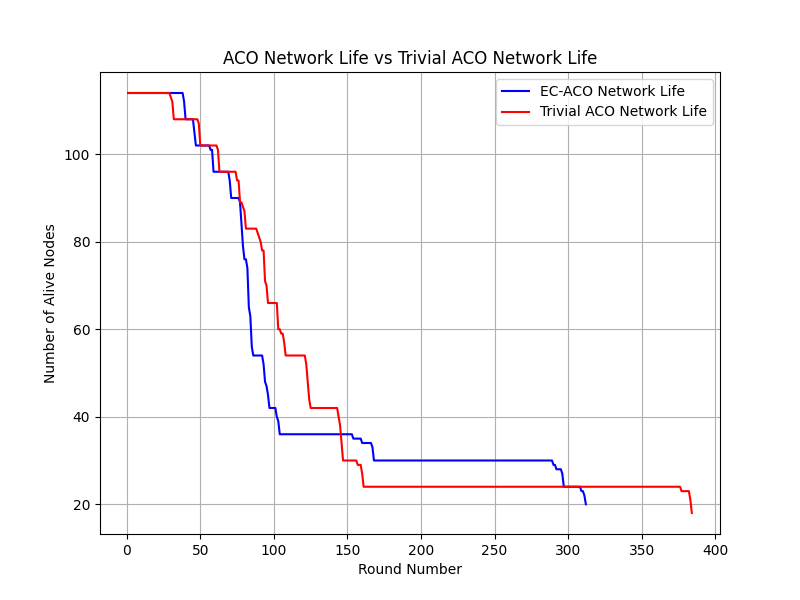 ACO Network Life vs Trivial ACO Network Life
EC-ACO Network Life
Trivial ACO Network Life
Number of Alive Nodes
100
80
60
40
20
0 50 100 150 200 250 300 350 400
Round Number